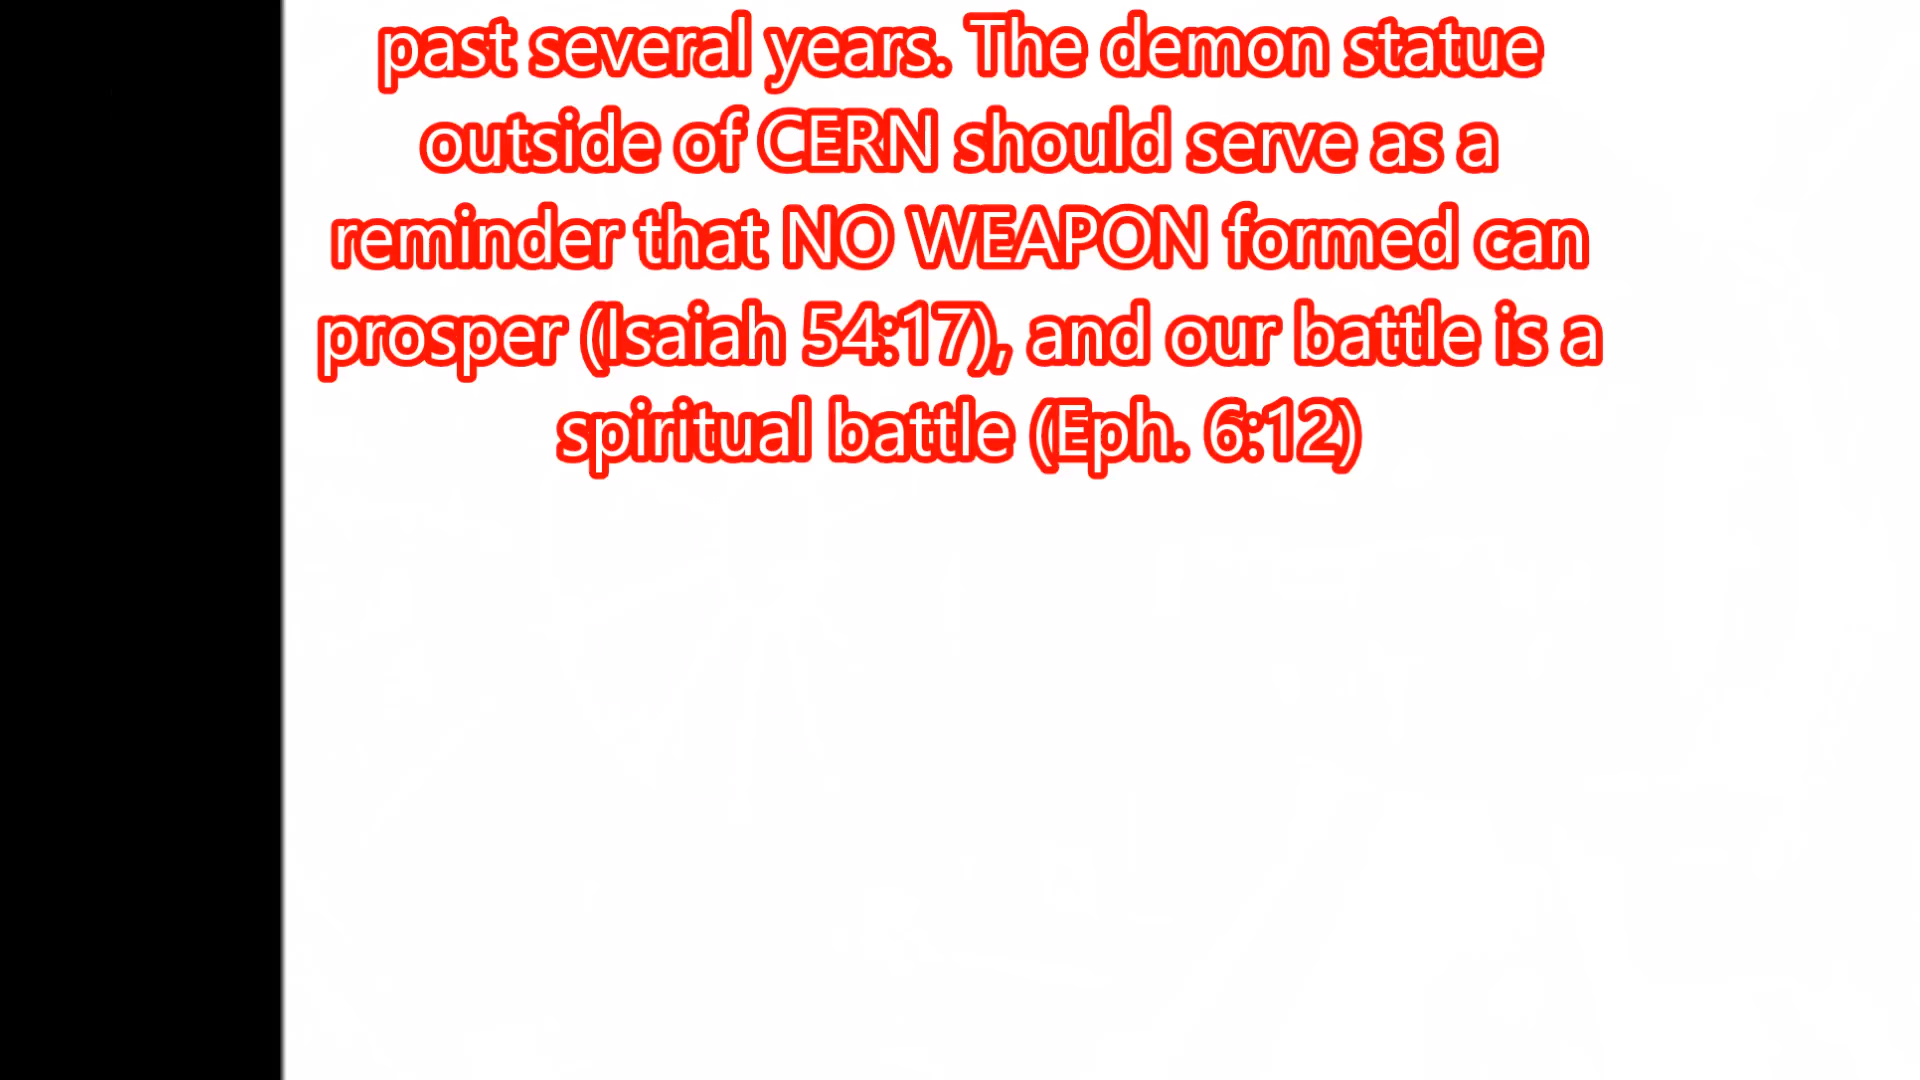 past several years. The demon statue
outside of CERN should serve as a
reminder that NO WEAPON formed can
prosper (Isaiah 54:17), and our battle is a
spiritual battle (Eph. 6:12)